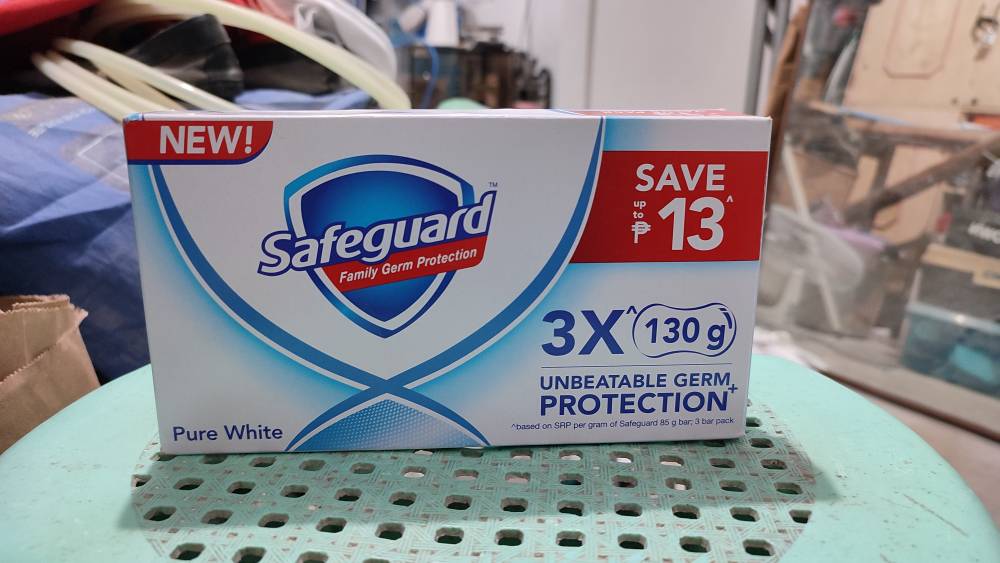 NEW!
Safeguard™
Family Germ Protection
SAVE
up to
₱13^
3X^ 130 g
UNBEATABLE GERM
PROTECTION+
^based on SRP per gram of Safeguard 85 g bar; 3 bar pack
Pure White